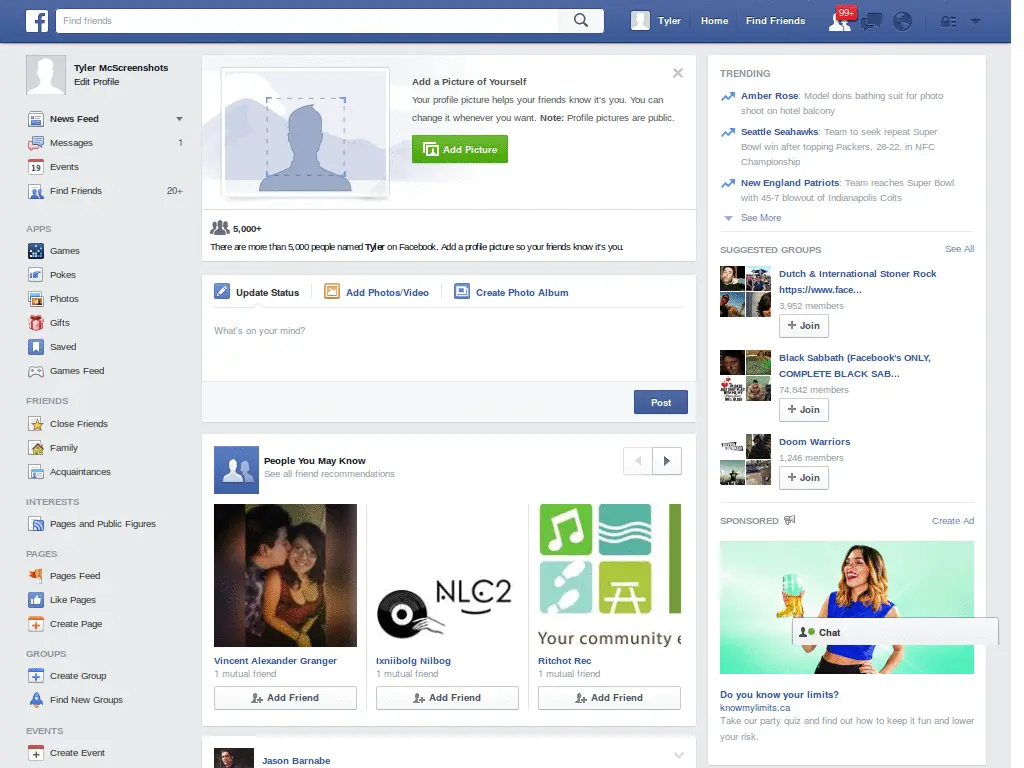 f
Find friends
Tyler
Home
Find Friends
99+
Tyler McScreenshots
Edit Profile
News Feed
Messages 1
19 Events
Find Friends 20+
APPS
Games
Pokes
Photos
Gifts
Saved
Games Feed
FRIENDS
Close Friends
Family
Acquaintances
INTERESTS
Pages and Public Figures
PAGES
Pages Feed
Like Pages
Create Page
GROUPS
Create Group
Find New Groups
EVENTS
Create Event
Add a Picture of Yourself
Your profile picture helps your friends know it's you. You can
change it whenever you want. Note: Profile pictures are public.
Add Picture
5,000+
There are more than 5,000 people named Tyler on Facebook. Add a profile picture so your friends know it's you.
Update Status
Add Photos/Video
Create Photo Album
What's on your mind?
Post
People You May Know
See all friend recommendations
NLC2
Your community e
Vincent Alexander Granger
1 mutual friend
Add Friend
Ixniibolg Nilbog
1 mutual friend
Add Friend
Ritchot Rec
1 mutual friend
Add Friend
Jason Barnabe
TRENDING
Amber Rose: Model dons bathing suit for photo
shoot on hotel balcony
Seattle Seahawks: Team to seek repeat Super
Bowl win after topping Packers, 28-22, in NFC
Championship
New England Patriots: Team reaches Super Bowl
with 45-7 blowout of Indianapolis Colts
See More
SUGGESTED GROUPS See All
Dutch & International Stoner Rock
https://www.face...
3,952 members
Join
Black Sabbath (Facebook's ONLY,
COMPLETE BLACK SAB...
74,842 members
Join
Doom Warriors
1,246 members
Join
SPONSORED Create Ad
Chat
Do you know your limits?
knowmylimits.ca
Take our party quiz and find out how to keep it fun and lower
your risk.